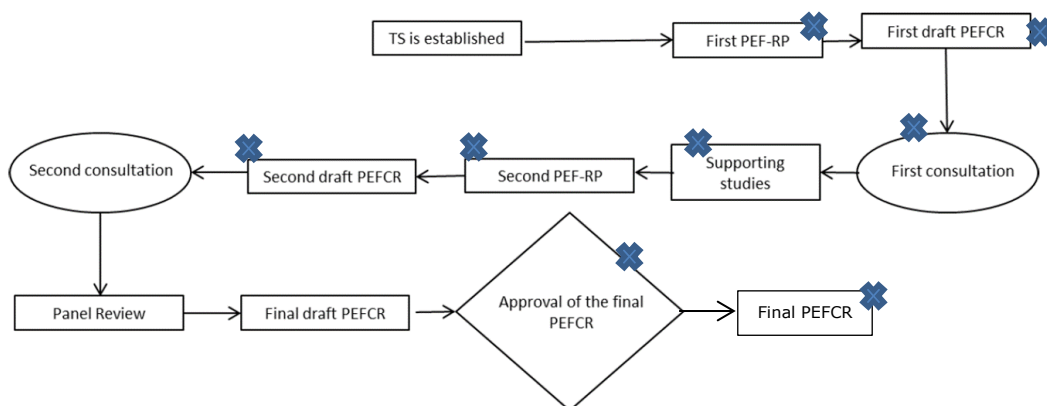 TS is established
First PEF-RP
First draft PEFCR
First consultation
Supporting
studies
Second PEF-RP
Second draft PEFCR
Second consultation
Panel Review
Final draft PEFCR
Approval of the final
PEFCR
Final PEFCR